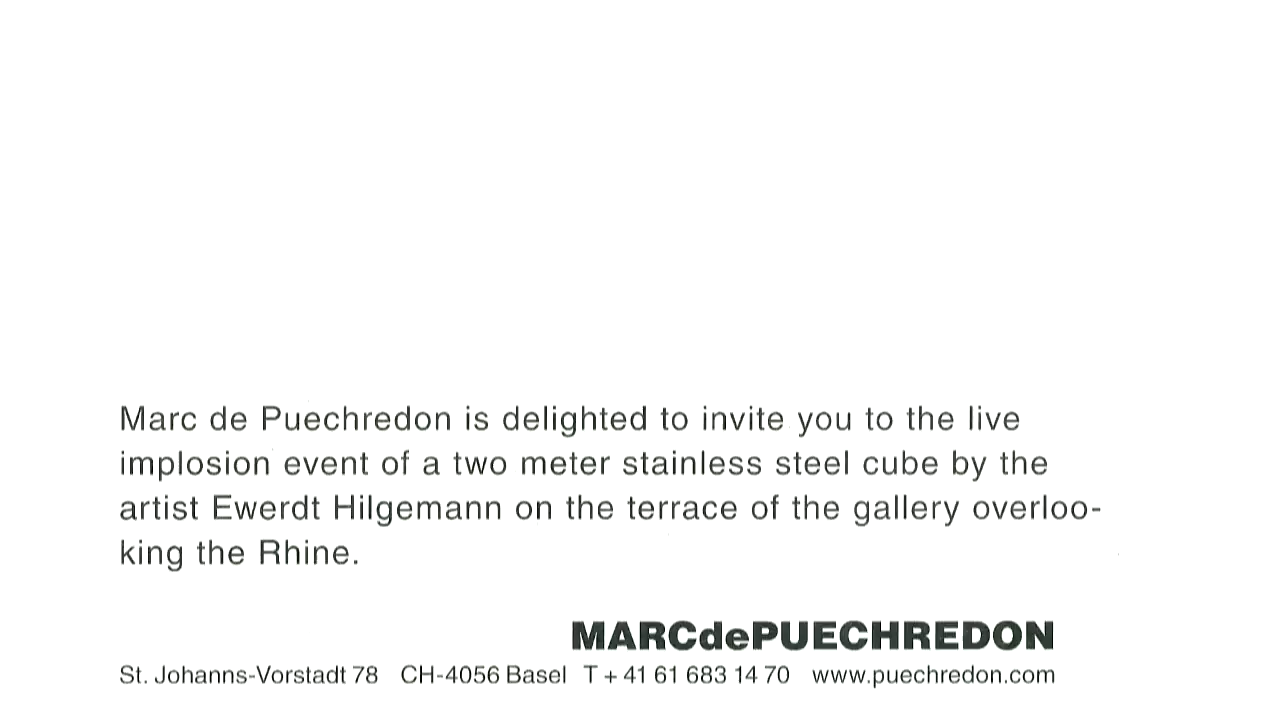 Marc de Puechredon is delighted to invite you to the live
implosion event of a two meter stainless steel cube by the
artist Ewerdt Hilgemann on the terrace of the gallery overloo-
king the Rhine.
MARCdePUECHREDON
St. Johanns-Vorstadt 78 CH-4056 Basel T + 41 61 683 14 70 www.puechredon.com